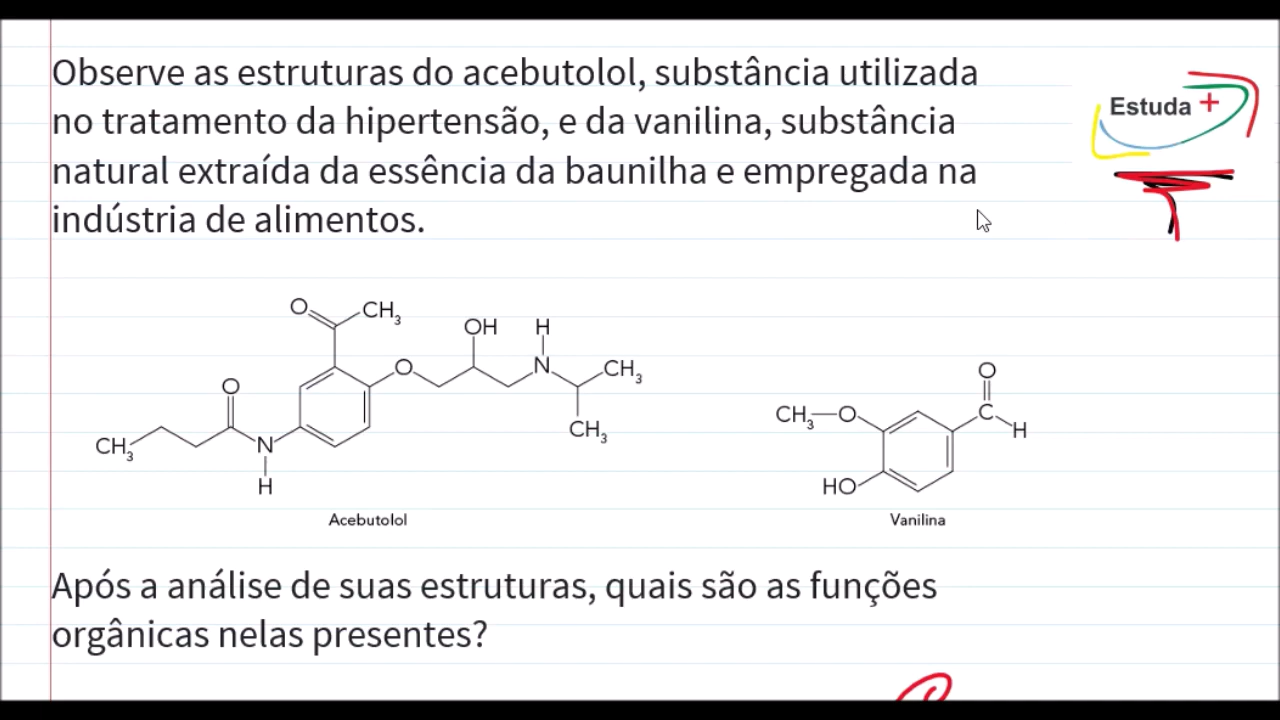 Observe as estruturas do acebutolol, substância utilizada
no tratamento da hipertensão, e da vanilina, substância
natural extraída da essência da baunilha e empregada na
indústria de alimentos.
Estuda +
O CH3
OH H
O O N CH3
CH3 N CH3
H
Acebutolol
O
CH3—O C H
HO
Vanilina
Após a análise de suas estruturas, quais são as funções
orgânicas nelas presentes?